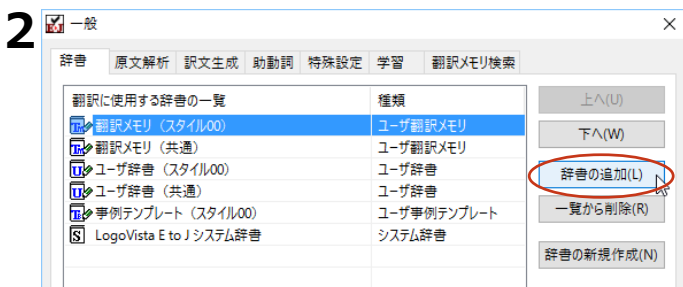 2
一般
辞書 原文解析 訳文生成 助動詞 特殊設定 学習 翻訳メモリ検索
翻訳に使用する辞書の一覧 種類
翻訳メモリ（スタイル00） ユーザ翻訳メモリ
翻訳メモリ（共通） ユーザ翻訳メモリ
ユーザ辞書（スタイル00） ユーザ辞書
ユーザ辞書（共通） ユーザ辞書
事例テンプレート（スタイル00） ユーザ事例テンプレート
S LogoVista E to J システム辞書 システム辞書
上へ(U)
下へ(W)
辞書の追加(L)
一覧から削除(R)
辞書の新規作成(N)